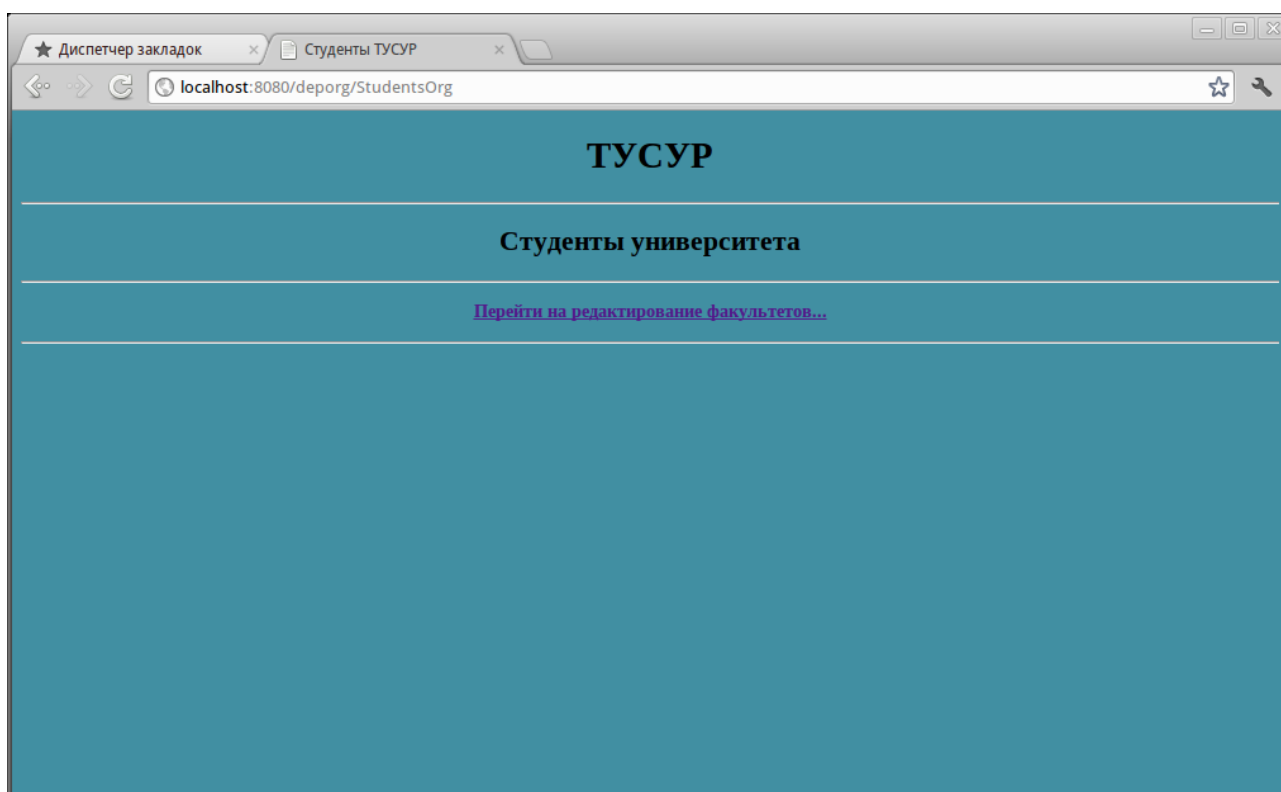 Диспетчер закладок
Студенты ТУСУР
localhost:8080/deporg/StudentsOrg
ТУСУР
Студенты университета
Перейти на редактирование факультетов...